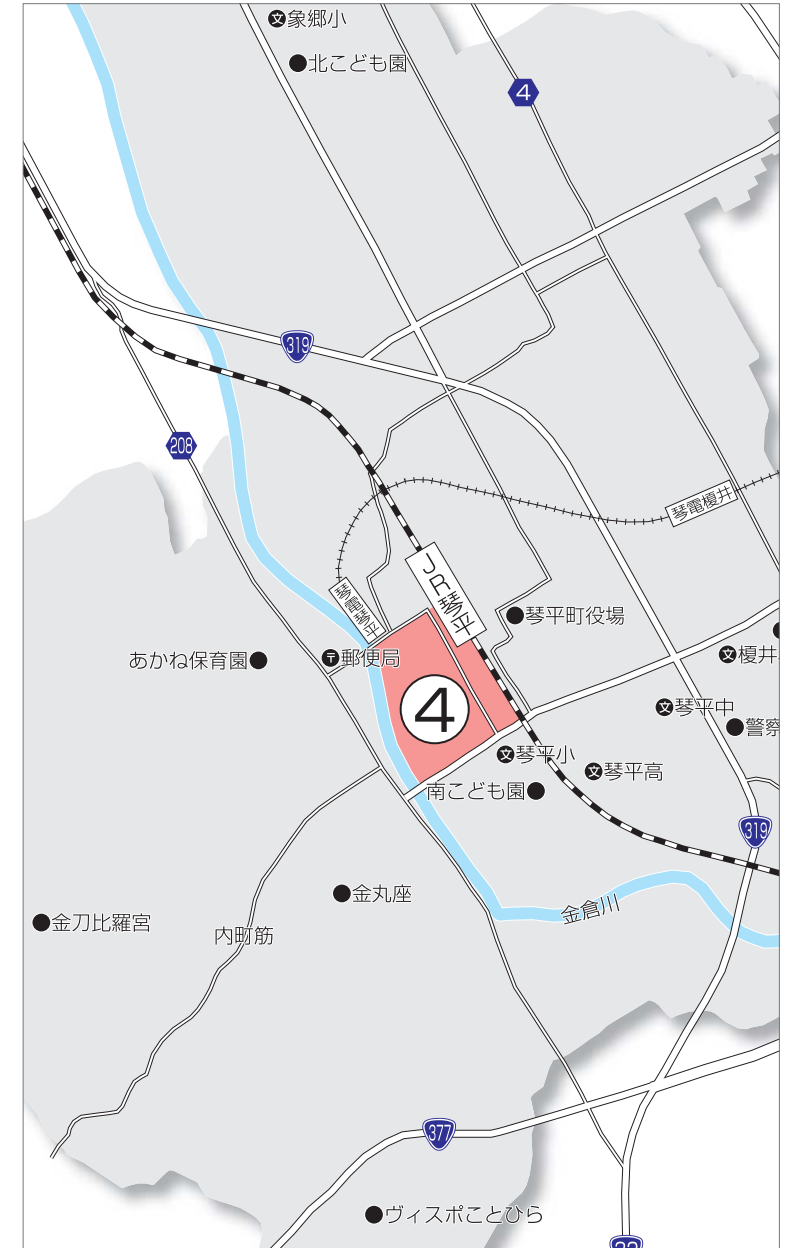 象郷小
北こども園
4
319
208
琴電榎井
JR琴平
琴電琴平
琴平町役場
〒郵便局
あかね保育園
榎井
4
琴平中
警察
琴平小
琴平高
南こども園
319
金丸座
金倉川
金刀比羅宮
内町筋
377
ヴィスポことひら